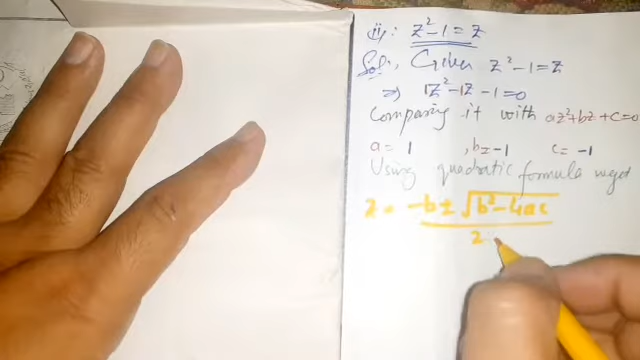 ii): z²-1=z
Sol:, Given z²-1=z
⇒ 1z²-1z-1=0
Comparing it with az²+bz+c=0
a=1 , b=-1 c=-1
Using quadratic formula we get
z = -b±√b²-4ac
2